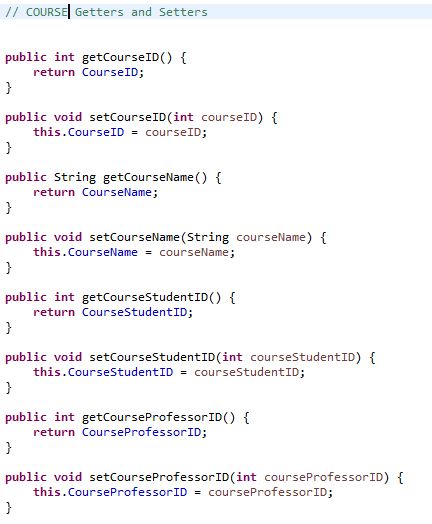 // COURSE Getters and Setters
public int getCourseID() {
return CourseID;
}
public void setCourseID(int courseID) {
this.CourseID = courseID;
}
public String getCourseName() {
return CourseName;
}
public void setCourseName(String courseName) {
this.CourseName = courseName;
}
public int getCourseStudentID() {
return CourseStudentID;
}
public void setCourseStudentID(int courseStudentID) {
this.CourseStudentID = courseStudentID;
}
public int getCourseProfessorID() {
return CourseProfessorID;
}
public void setCourseProfessorID(int courseProfessorID) {
this.CourseProfessorID = courseProfessorID;
}